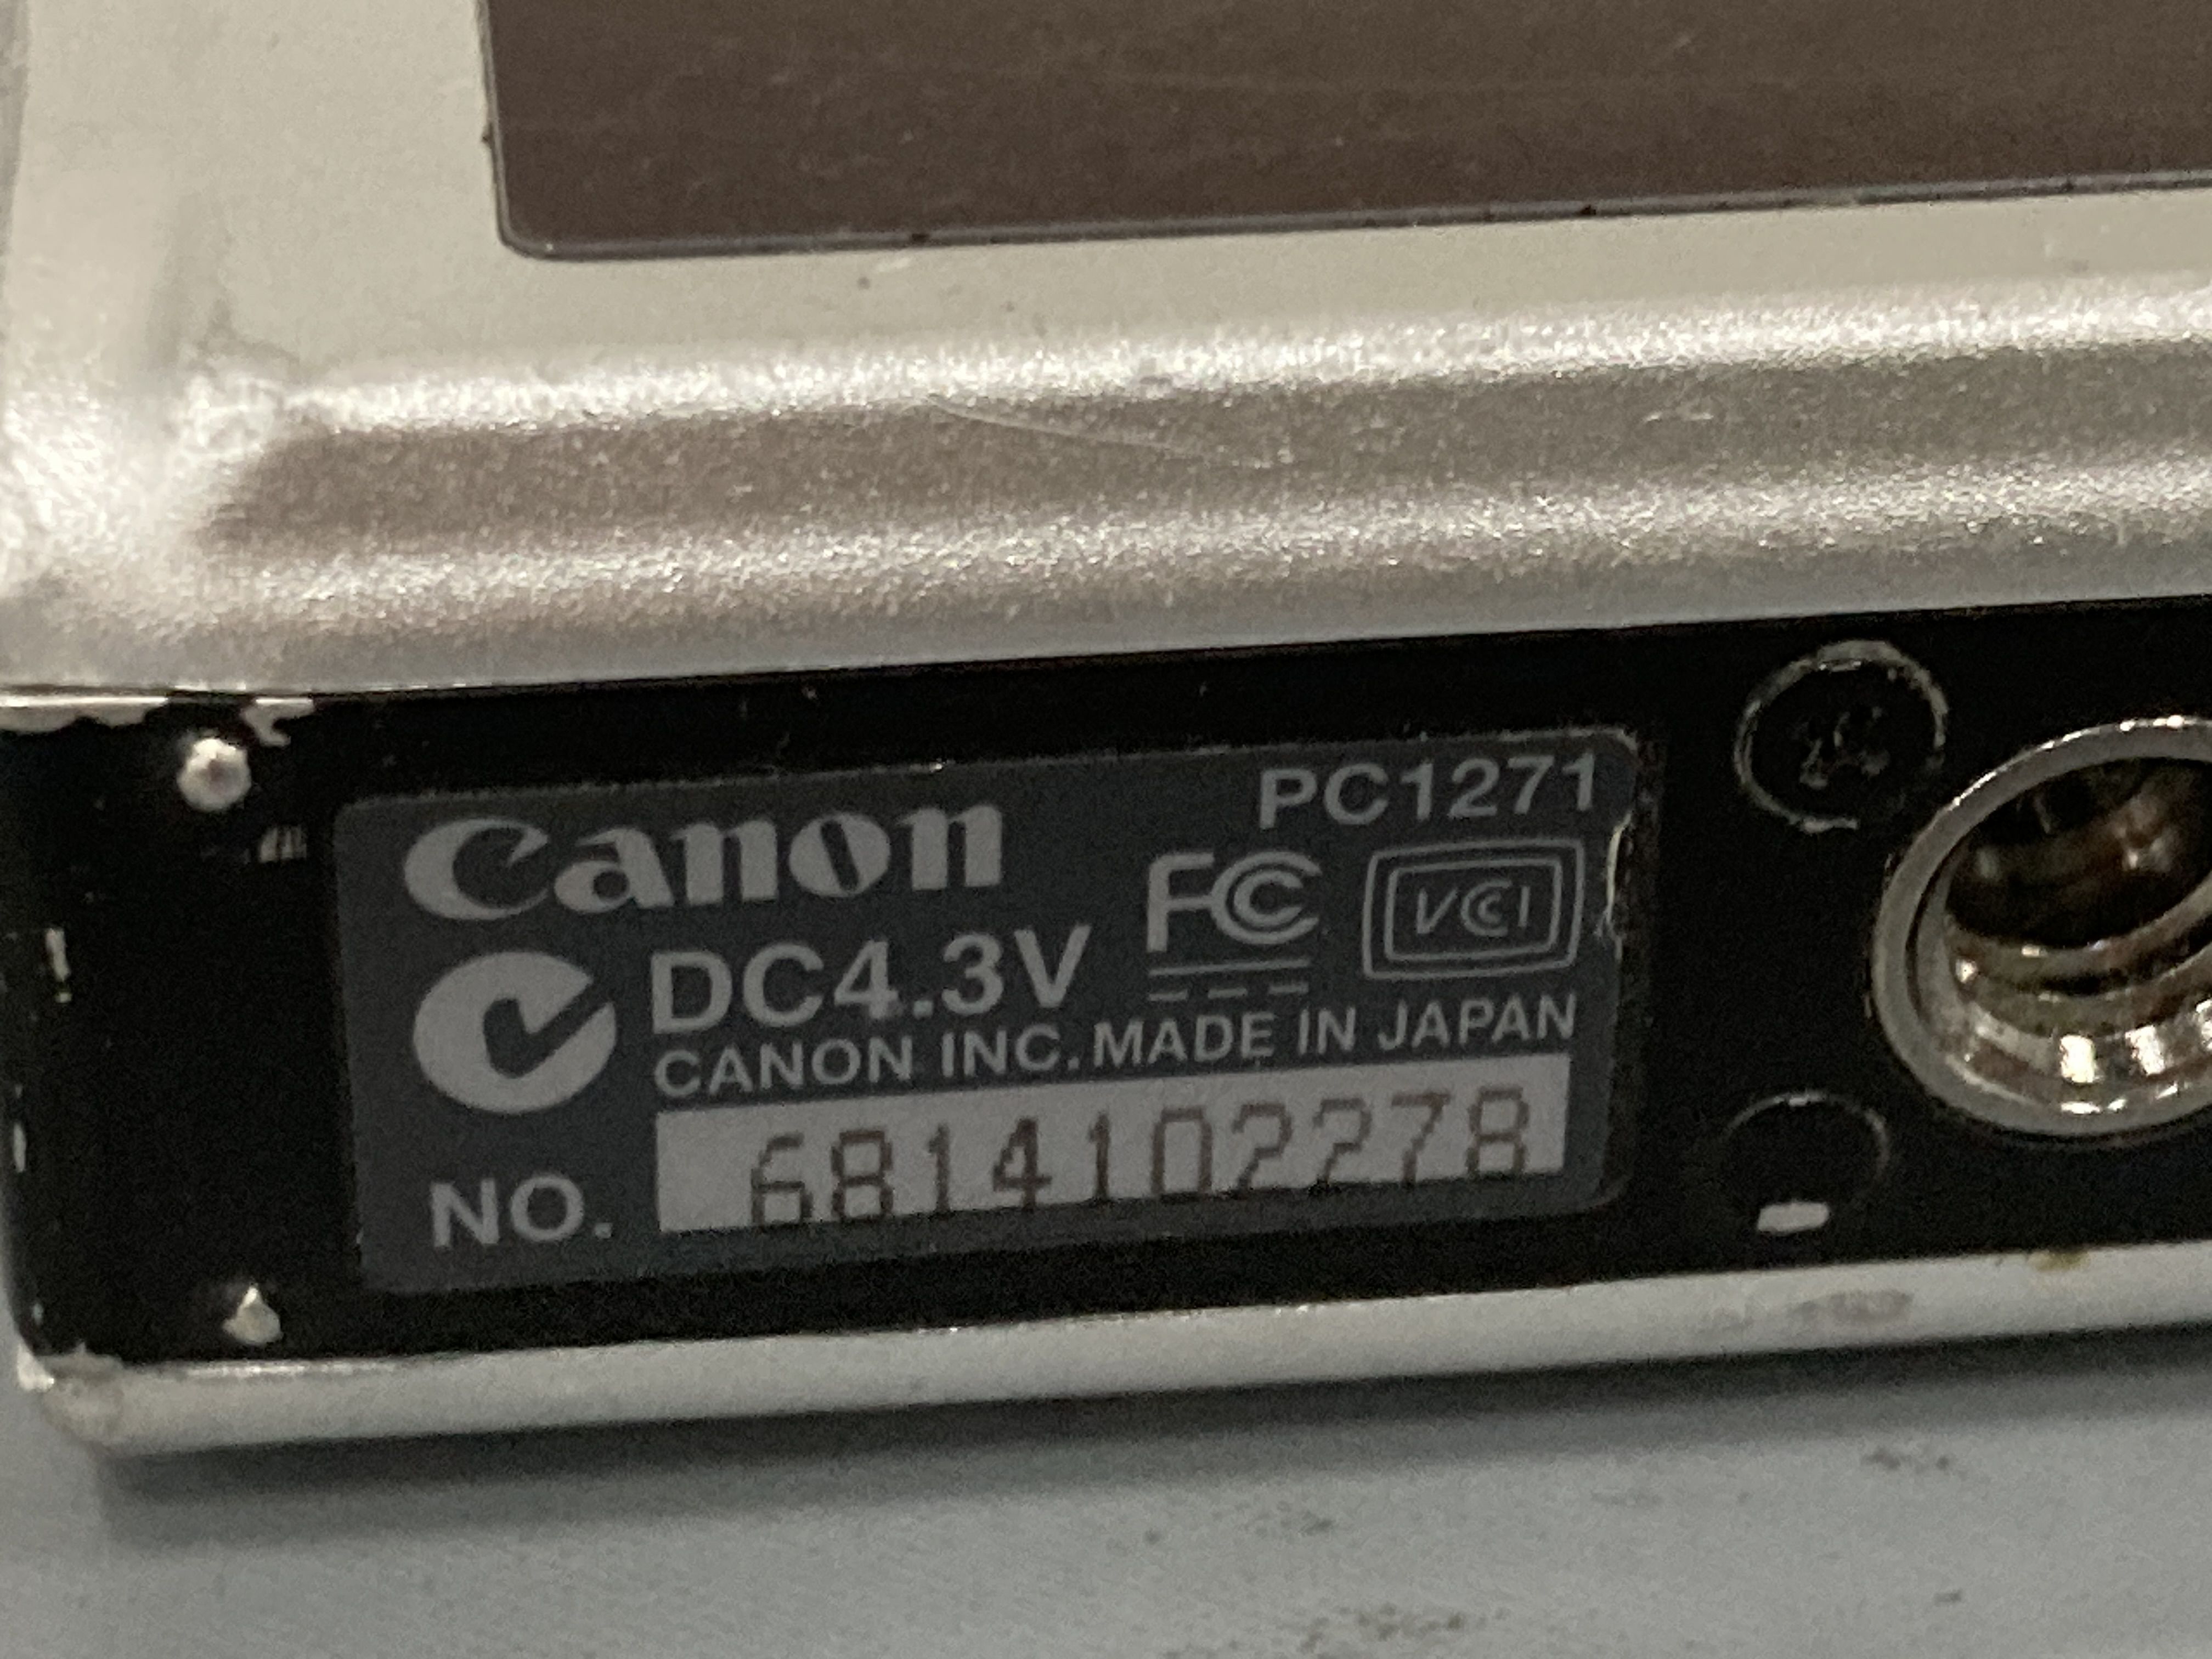 Canon PC1271
DC4.3V FC VCI
CANON INC. MADE IN JAPAN
NO. 6814102278